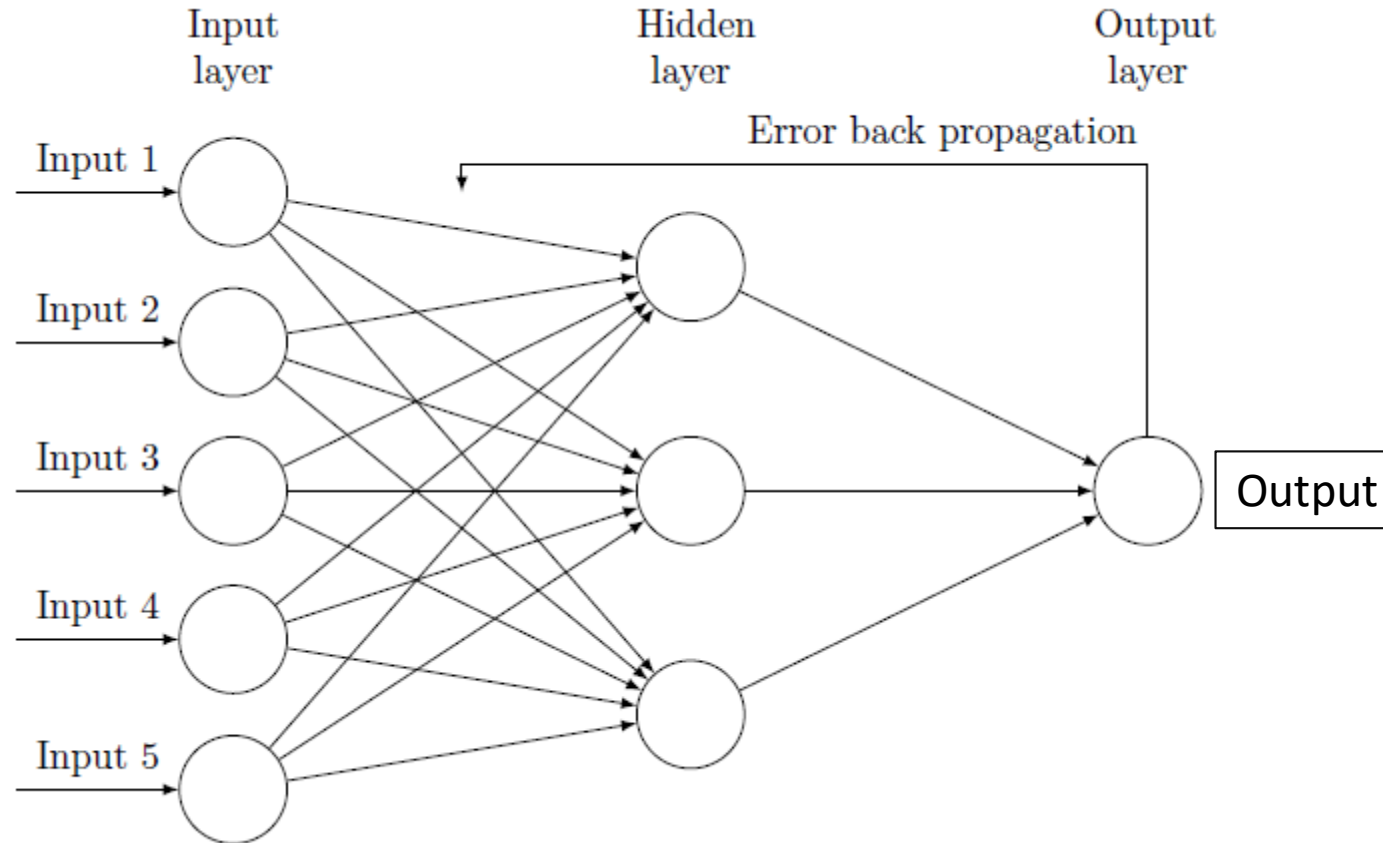 Input
layer
Hidden
layer
Output
layer
Error back propagation
Input 1
Input 2
Input 3
Output
Input 4
Input 5